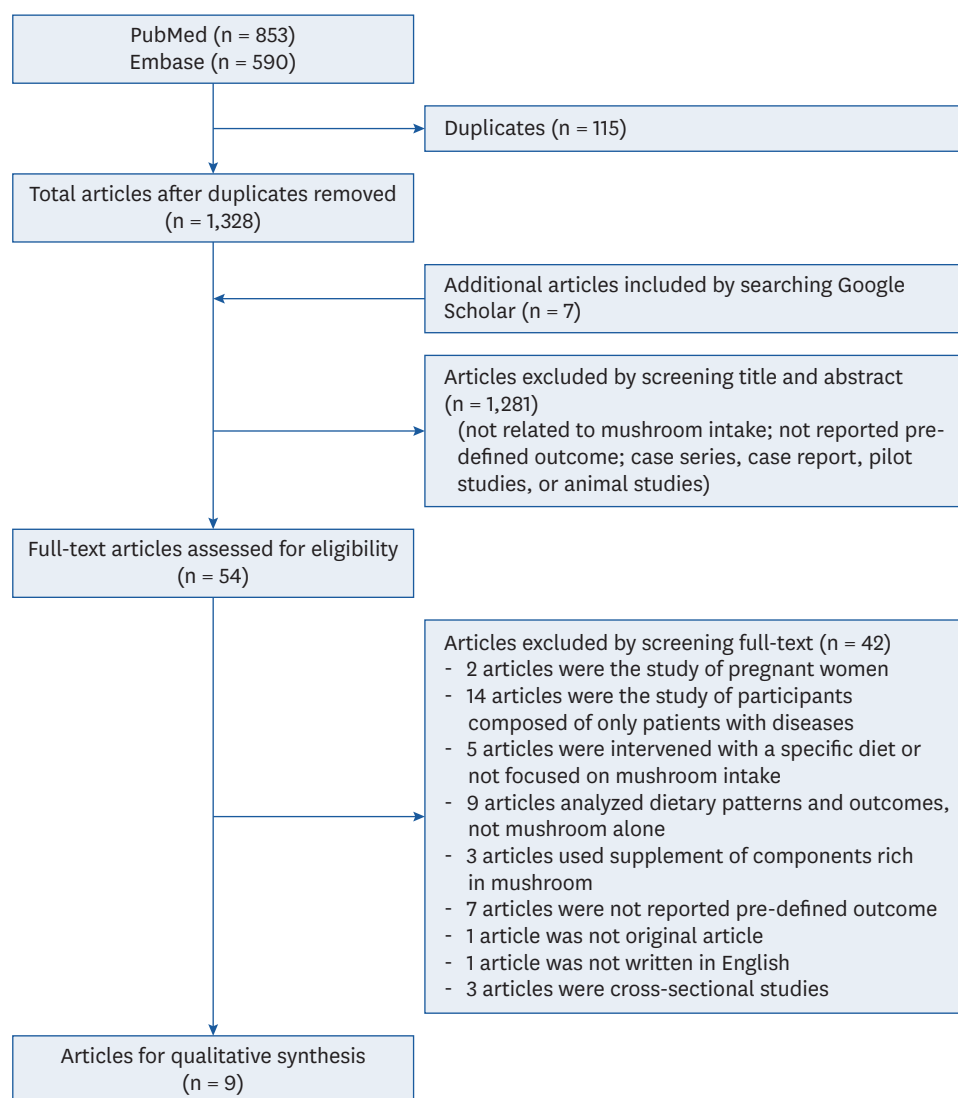 PubMed (n = 853)
Embase (n = 590)
Duplicates (n = 115)
Total articles after duplicates removed
(n = 1,328)
Additional articles included by searching Google
Scholar (n = 7)
Articles excluded by screening title and abstract
(n = 1,281)
(not related to mushroom intake; not reported pre-
defined outcome; case series, case report, pilot
studies, or animal studies)
Full-text articles assessed for eligibility
(n = 54)
Articles excluded by screening full-text (n = 42)
- 2 articles were the study of pregnant women
- 14 articles were the study of participants
composed of only patients with diseases
- 5 articles were intervened with a specific diet or
not focused on mushroom intake
- 9 articles analyzed dietary patterns and outcomes,
not mushroom alone
- 3 articles used supplement of components rich
in mushroom
- 7 articles were not reported pre-defined outcome
- 1 article was not original article
- 1 article was not written in English
- 3 articles were cross-sectional studies
Articles for qualitative synthesis
(n = 9)